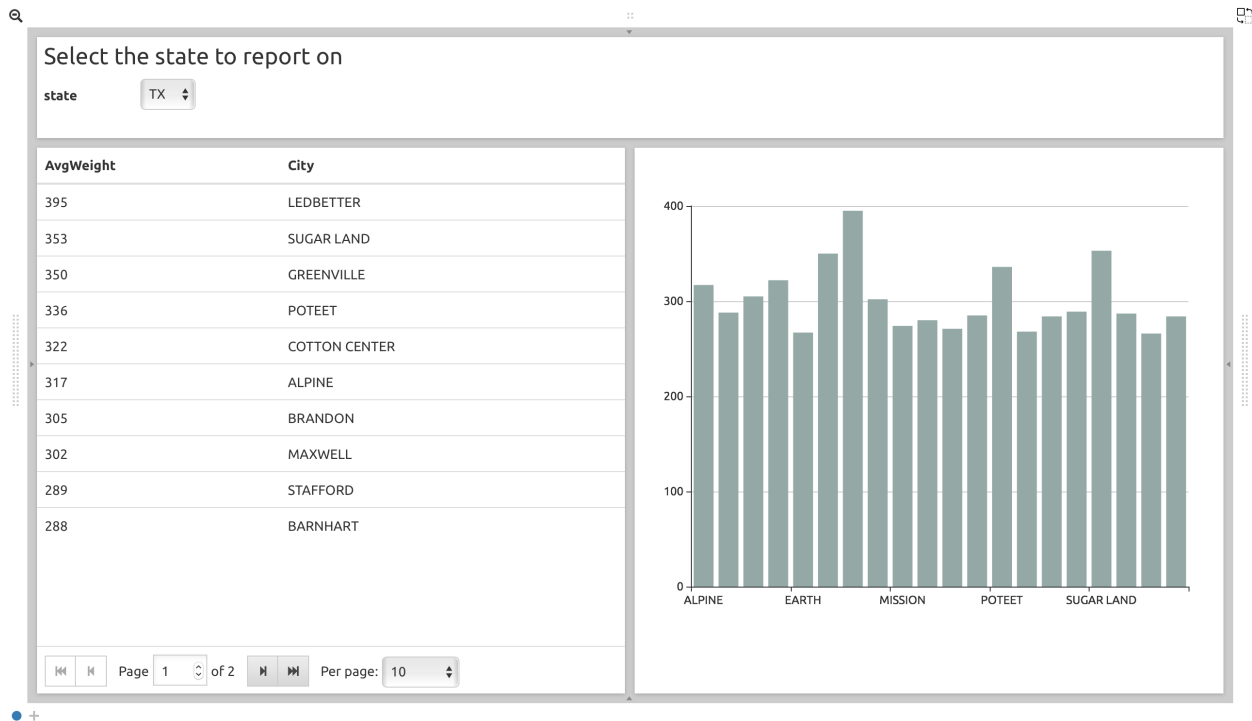 Select the state to report on
state TX
AvgWeight City
395 LEDBETTER
353 SUGAR LAND
350 GREENVILLE
336 POTEET
322 COTTON CENTER
317 ALPINE
305 BRANDON
302 MAXWELL
289 STAFFORD
288 BARNHART
Page 1 of 2 Per page: 10
400
300
200
100
0
ALPINE EARTH MISSION POTEET SUGAR LAND